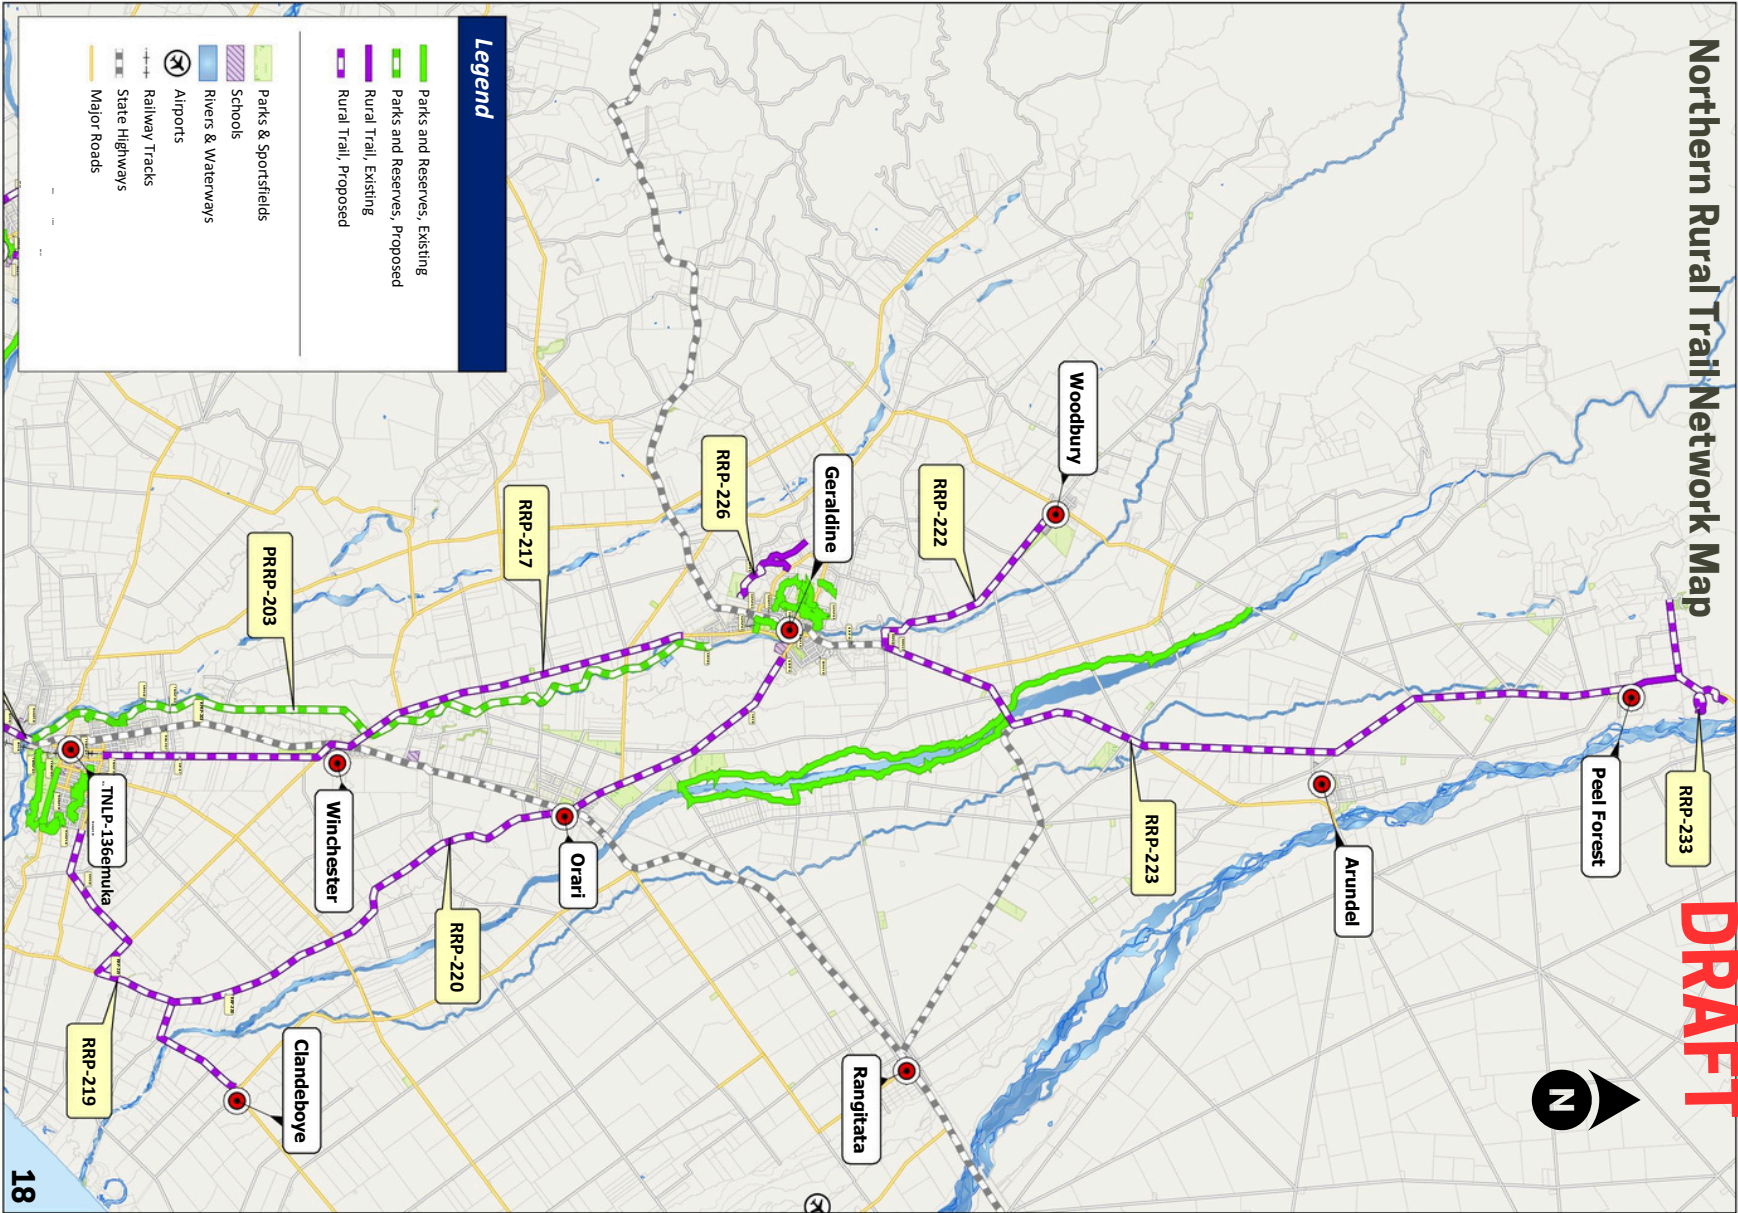 Northern Rural Trail Network Map
DRAFT
N
RRP-233
Peel Forest
Arundel
RRP-223
Woodbury
RRP-222
Geraldine
RRP-226
Rangitata
RRP-217
Orari
RRP-220
PRRP-203
Winchester
Clandeboye
TNLP-136emuka
RRP-219
Legend
Parks and Reserves, Existing
Parks and Reserves, Proposed
Rural Trail, Existing
Rural Trail, Proposed
Parks & Sportsfields
Schools
Rivers & Waterways
Airports
Railway Tracks
State Highways
Major Roads
18